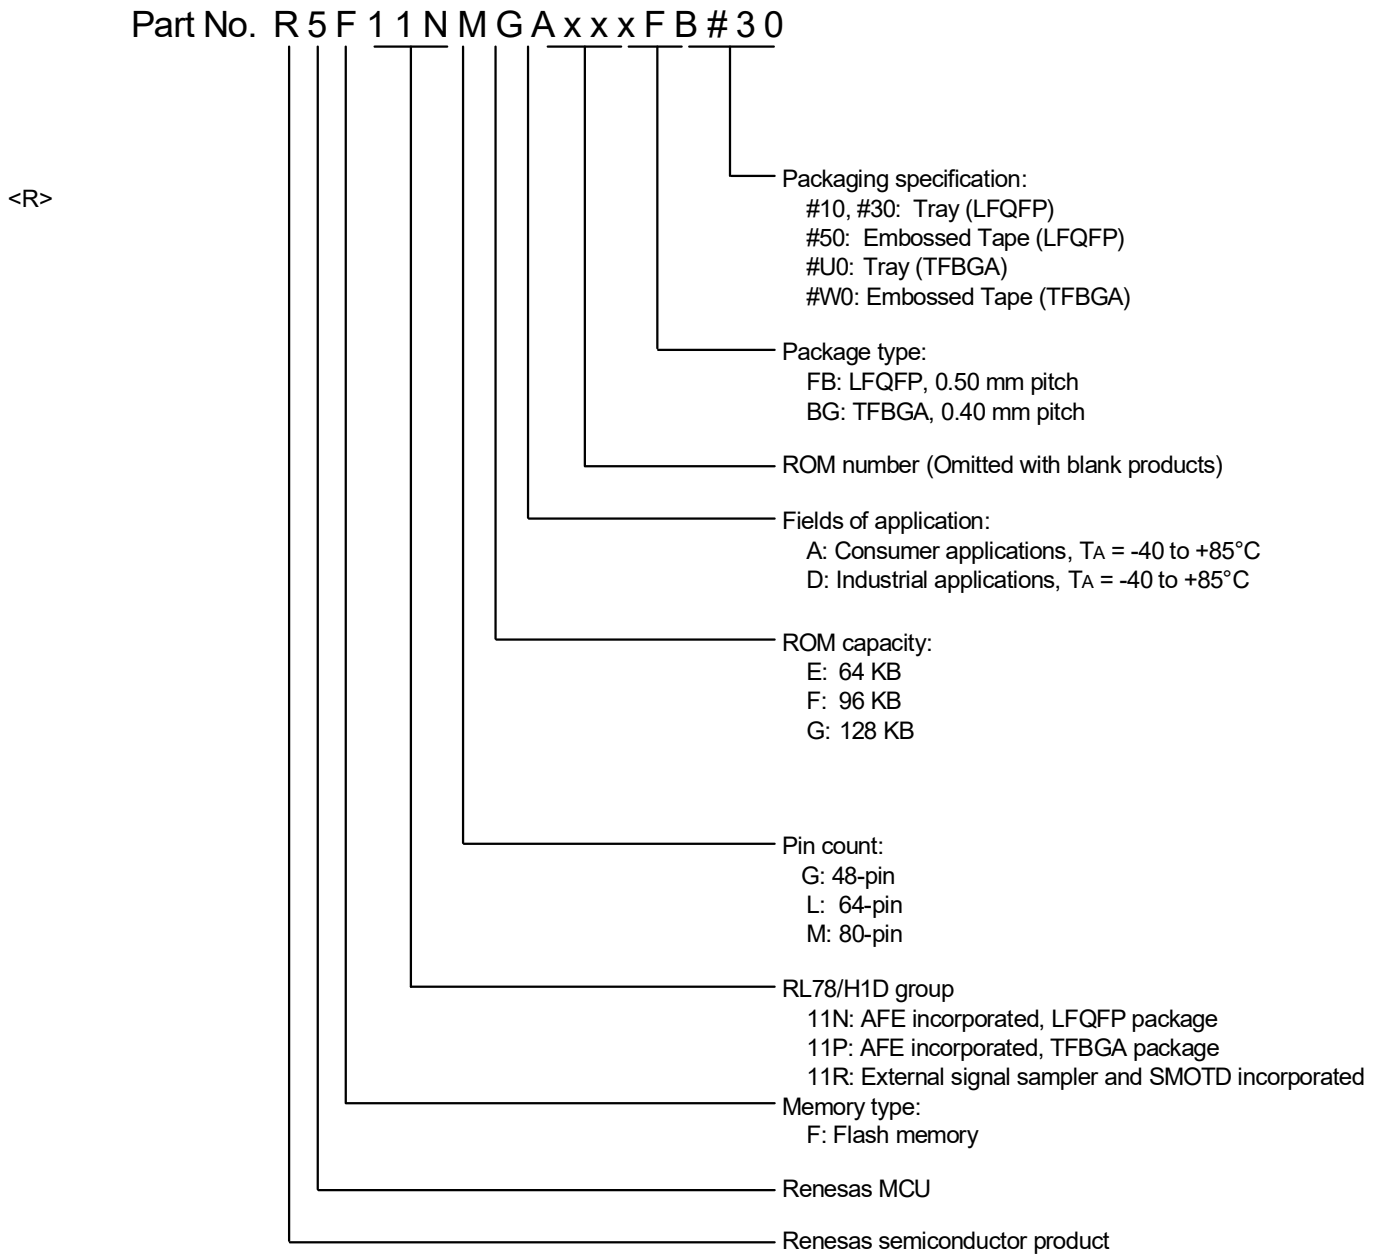 Part No. R 5 F 1 1 N M G A x x x F B # 3 0
<R>
Packaging specification:
#10, #30: Tray (LFQFP)
#50: Embossed Tape (LFQFP)
#U0: Tray (TFBGA)
#W0: Embossed Tape (TFBGA)
Package type:
FB: LFQFP, 0.50 mm pitch
BG: TFBGA, 0.40 mm pitch
ROM number (Omitted with blank products)
Fields of application:
A: Consumer applications, TA = -40 to +85°C
D: Industrial applications, TA = -40 to +85°C
ROM capacity:
E: 64 KB
F: 96 KB
G: 128 KB
Pin count:
G: 48-pin
L: 64-pin
M: 80-pin
RL78/H1D group
11N: AFE incorporated, LFQFP package
11P: AFE incorporated, TFBGA package
11R: External signal sampler and SMOTD incorporated
Memory type:
F: Flash memory
Renesas MCU
Renesas semiconductor product